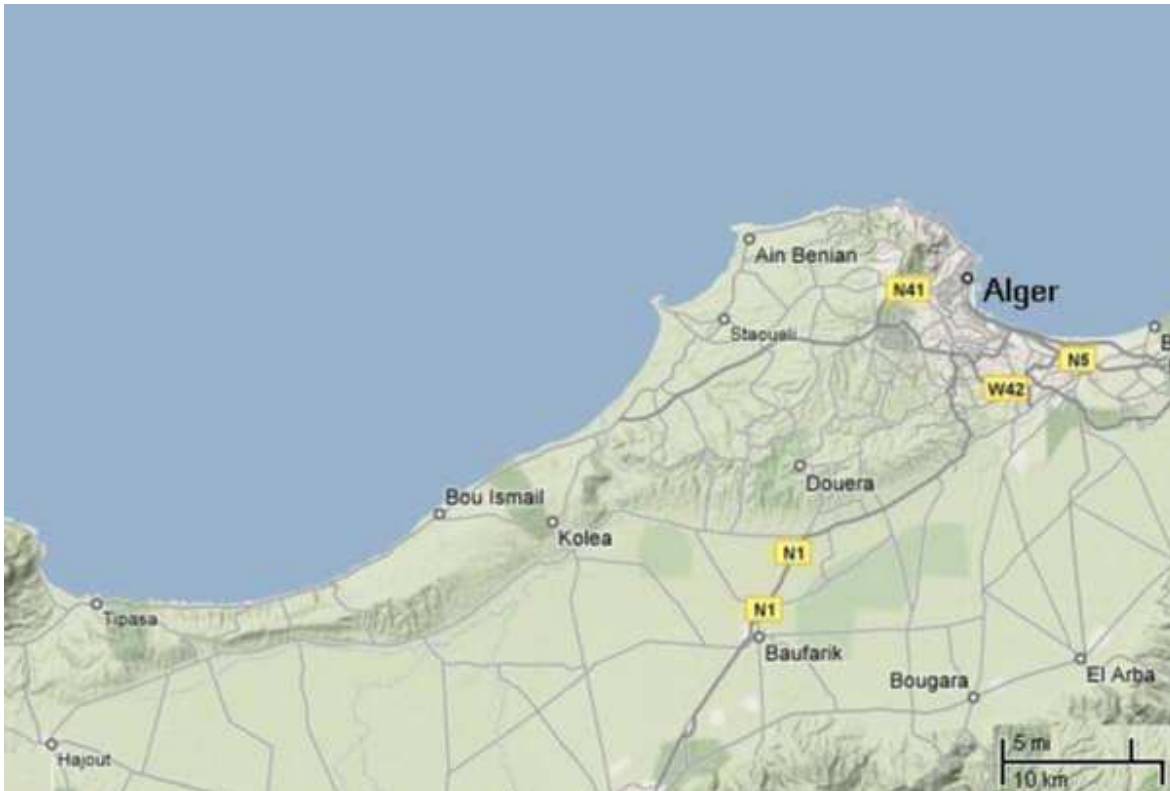 Ain Benian
N41
Alger
Staouali
B
N5
W42
Douera
Bou Ismail
Kolea
N1
N1
Tipasa
Baufarik
El Arba
Bougara
Hajout
5 mi
10 km